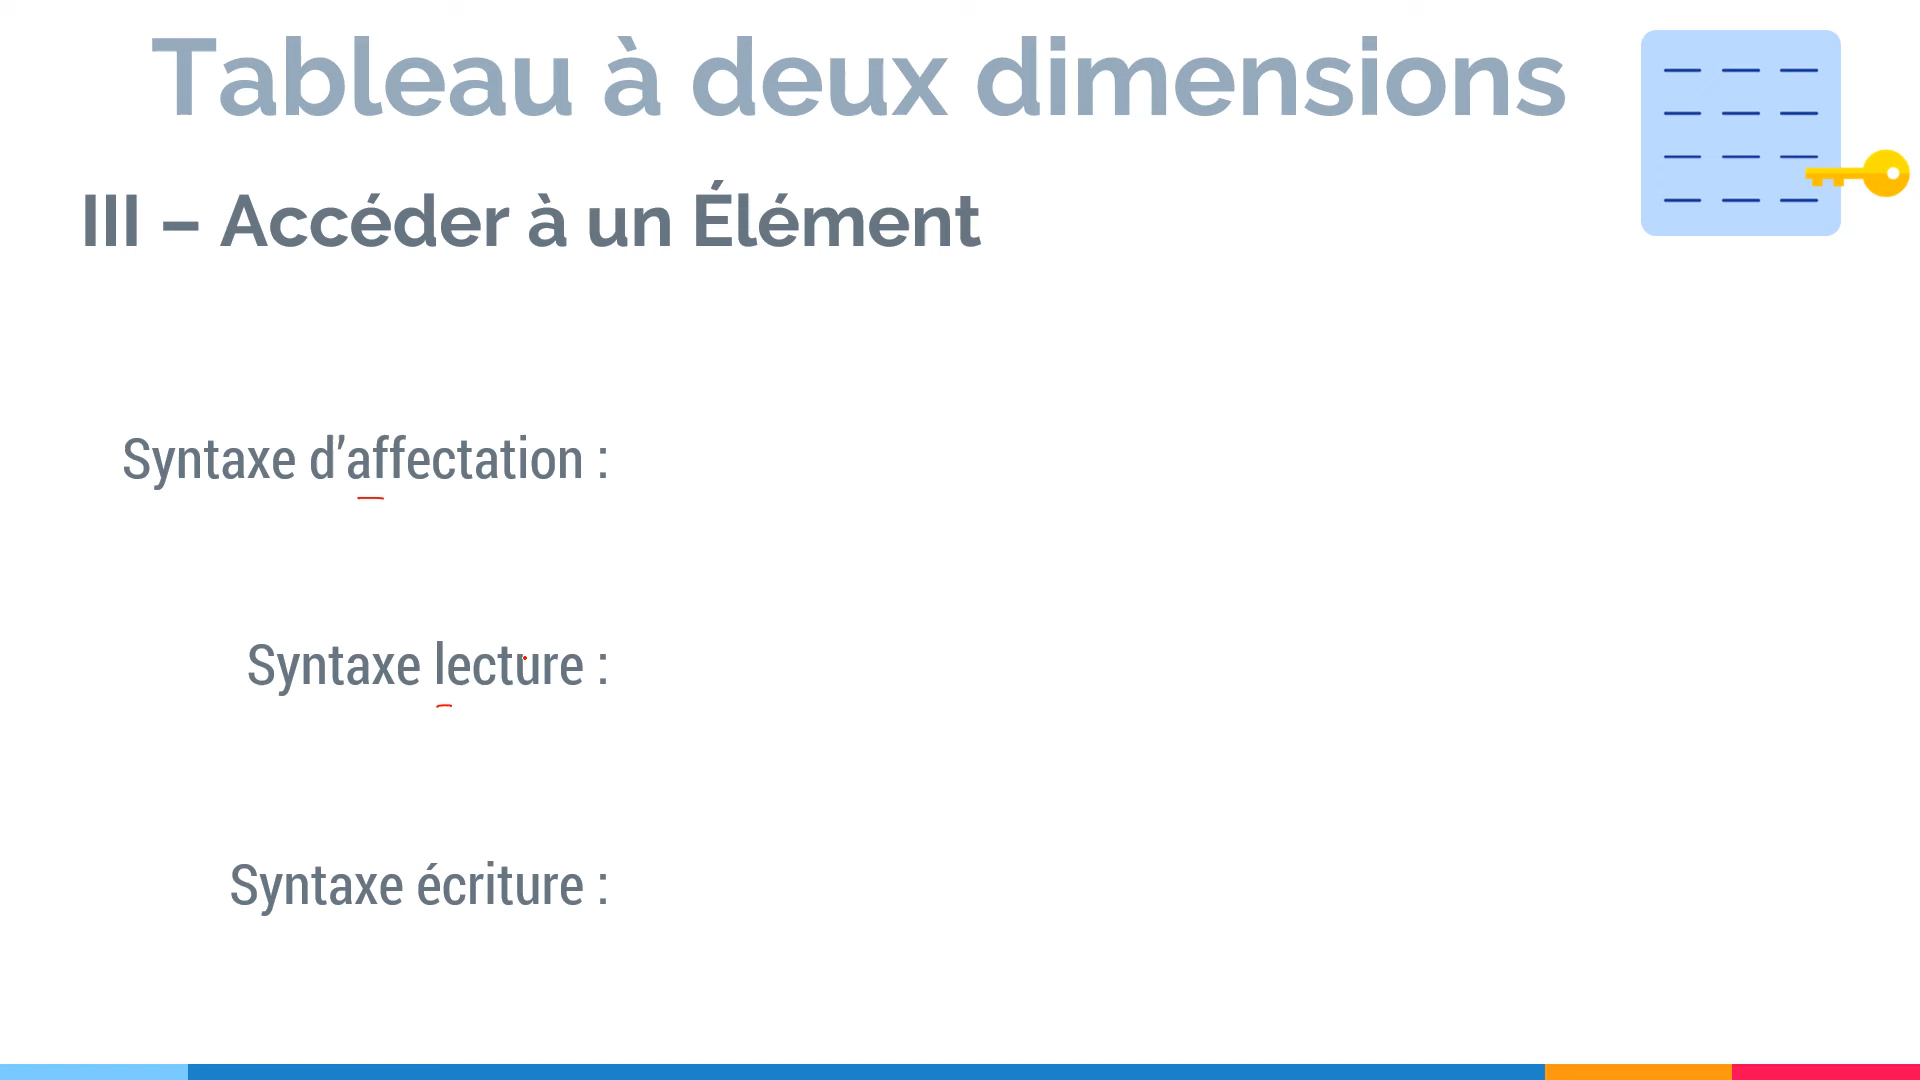 Tableau à deux dimensions
III – Accéder à un Élément
Syntaxe d’affectation :
Syntaxe lecture :
Syntaxe écriture :